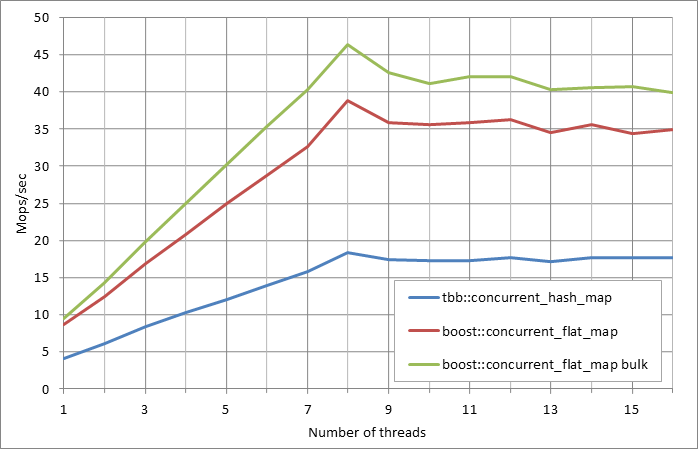 50
45
40
35
30
25
20
15
10
5
0
Mops/sec
tbb::concurrent_hash_map
boost::concurrent_flat_map
boost::concurrent_flat_map bulk
1 3 5 7 9 11 13 15
Number of threads